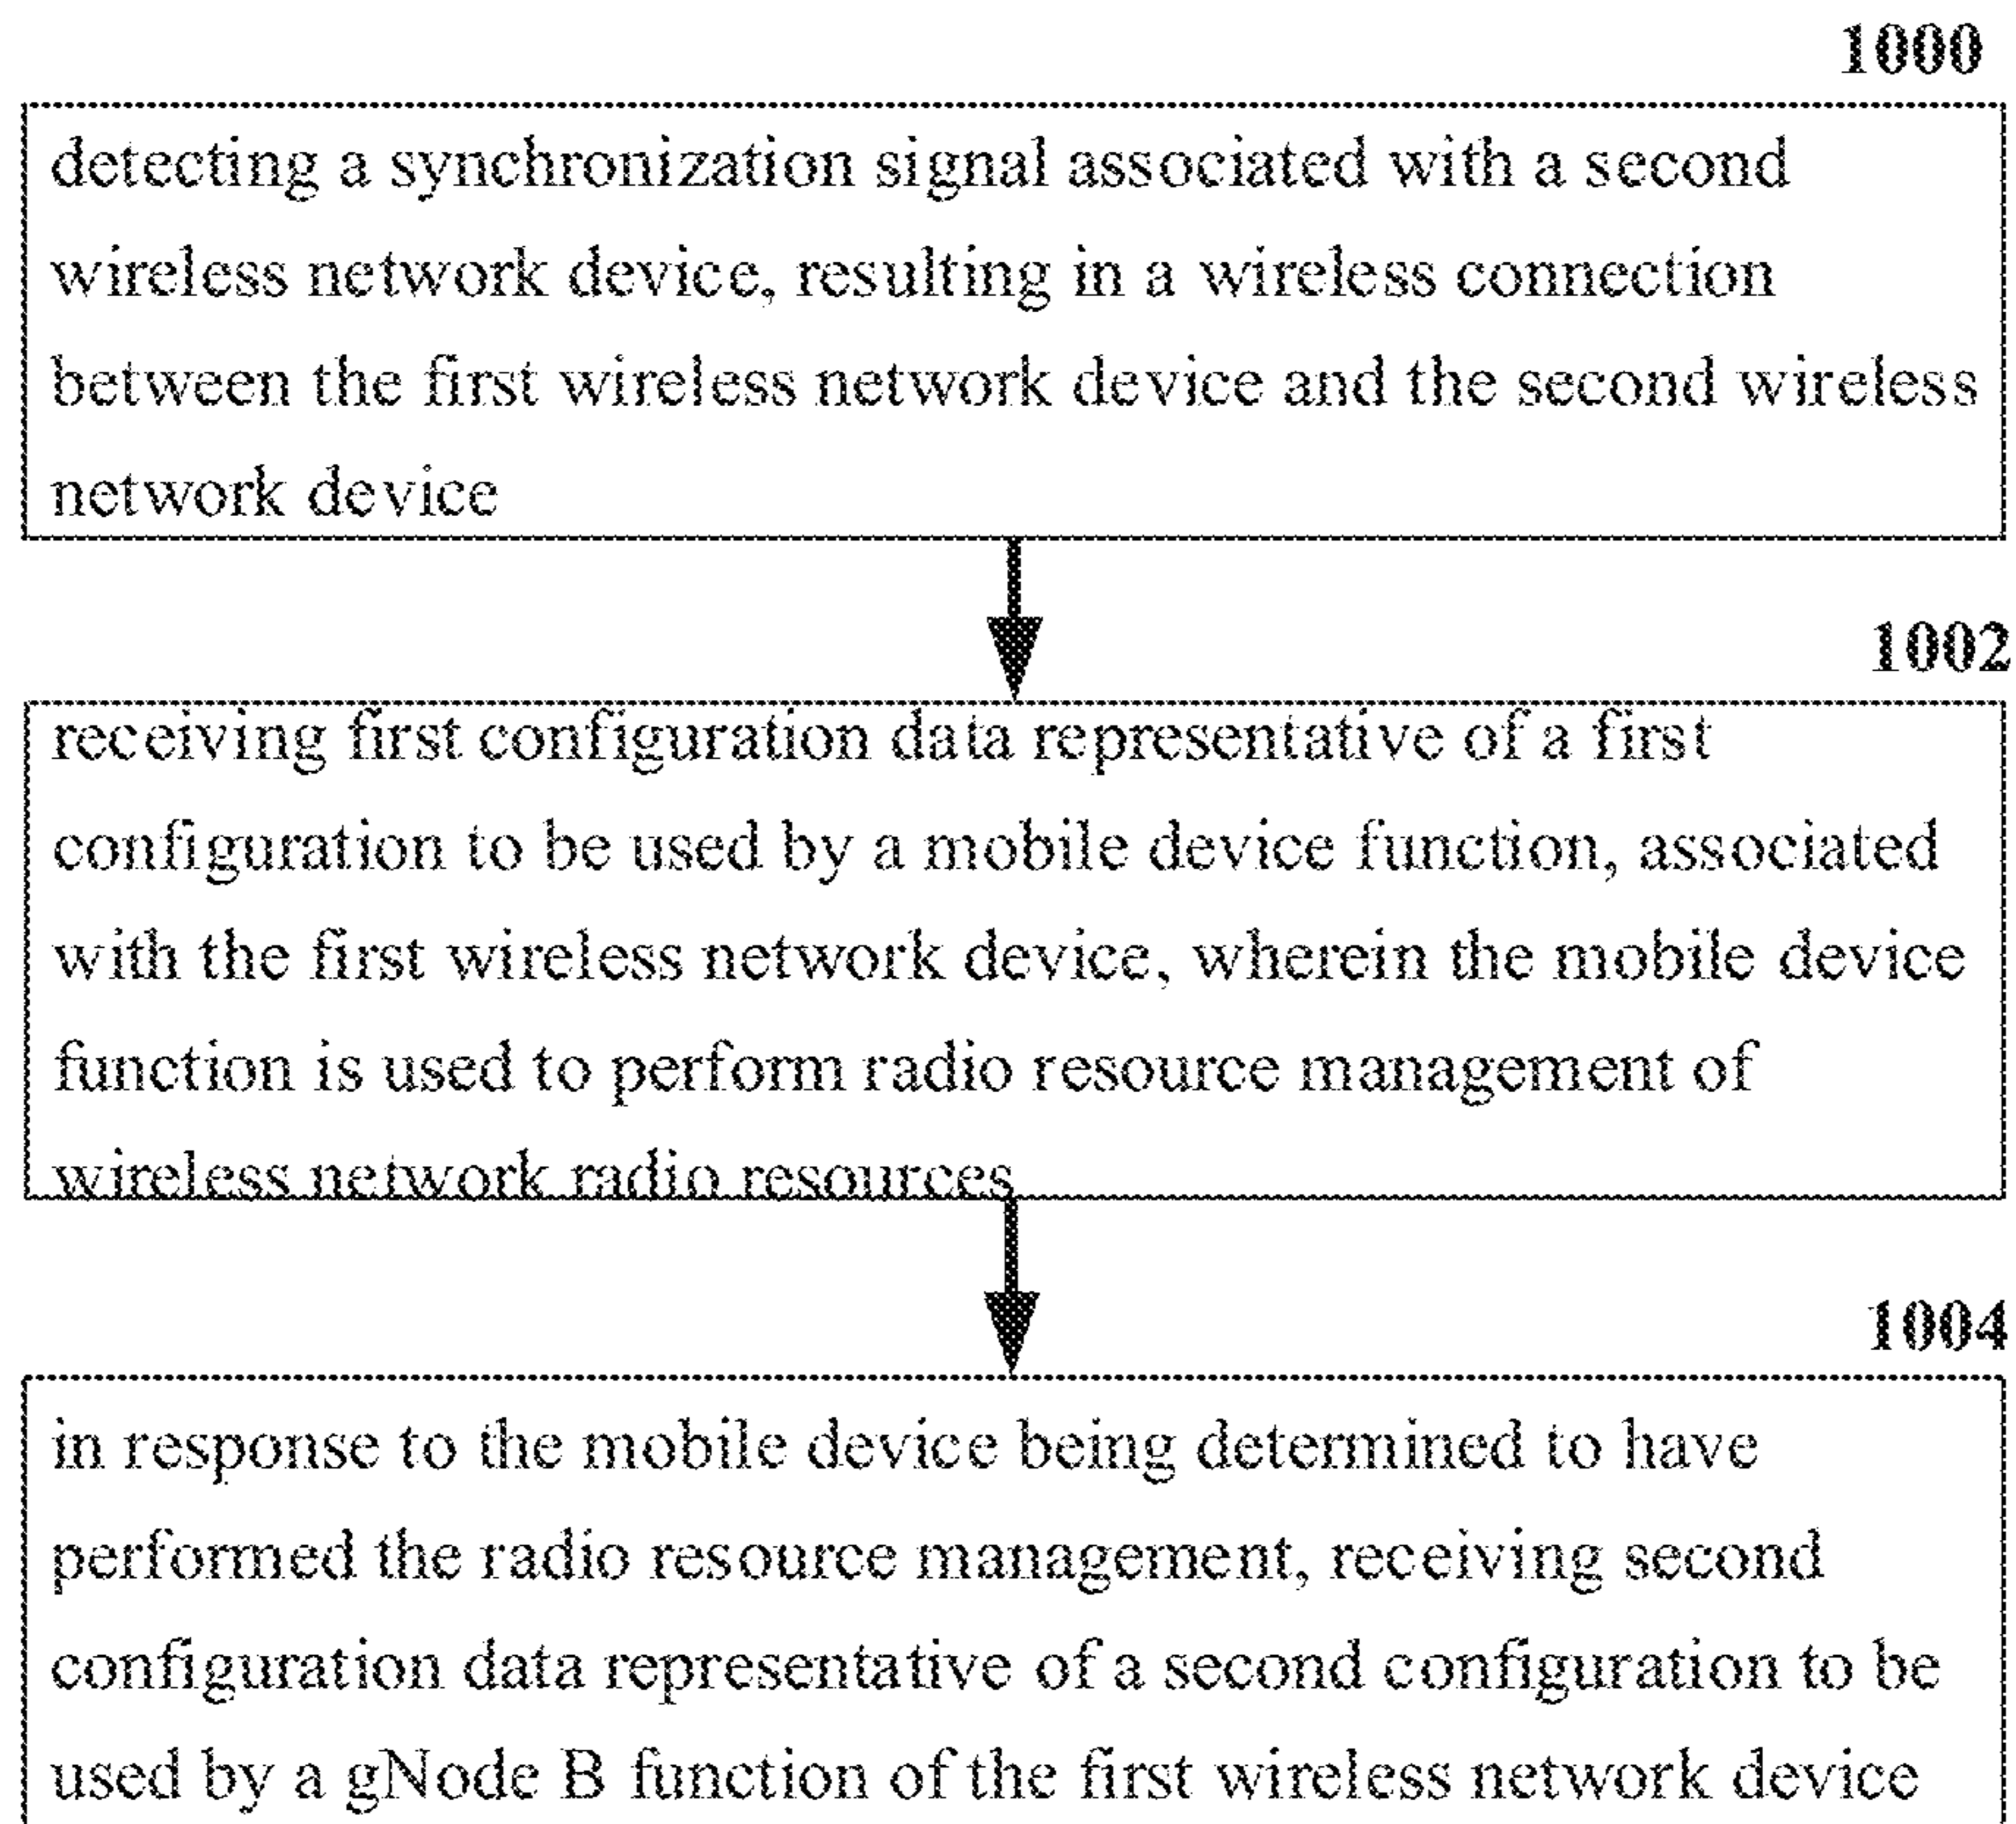 1000
detecting a synchronization signal associated with a second
wireless network device, resulting in a wireless connection
between the first wireless network device and the second wireless
network device
1002
receiving first configuration data representative of a first
configuration to be used by a mobile device function, associated
with the first wireless network device, wherein the mobile device
function is used to perform radio resource management of
wireless network radio resources
1004
in response to the mobile device being determined to have
performed the radio resource management, receiving second
configuration data representative of a second configuration to be
used by a gNode B function of the first wireless network device